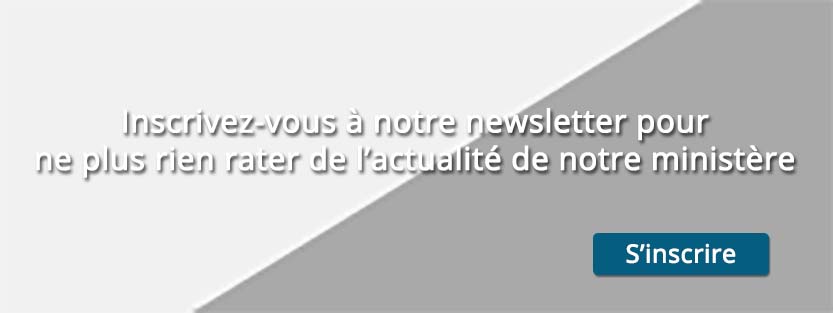 Inscrivez-vous à notre newsletter pour
ne plus rien rater de l’actualité de notre ministère
S’inscrire